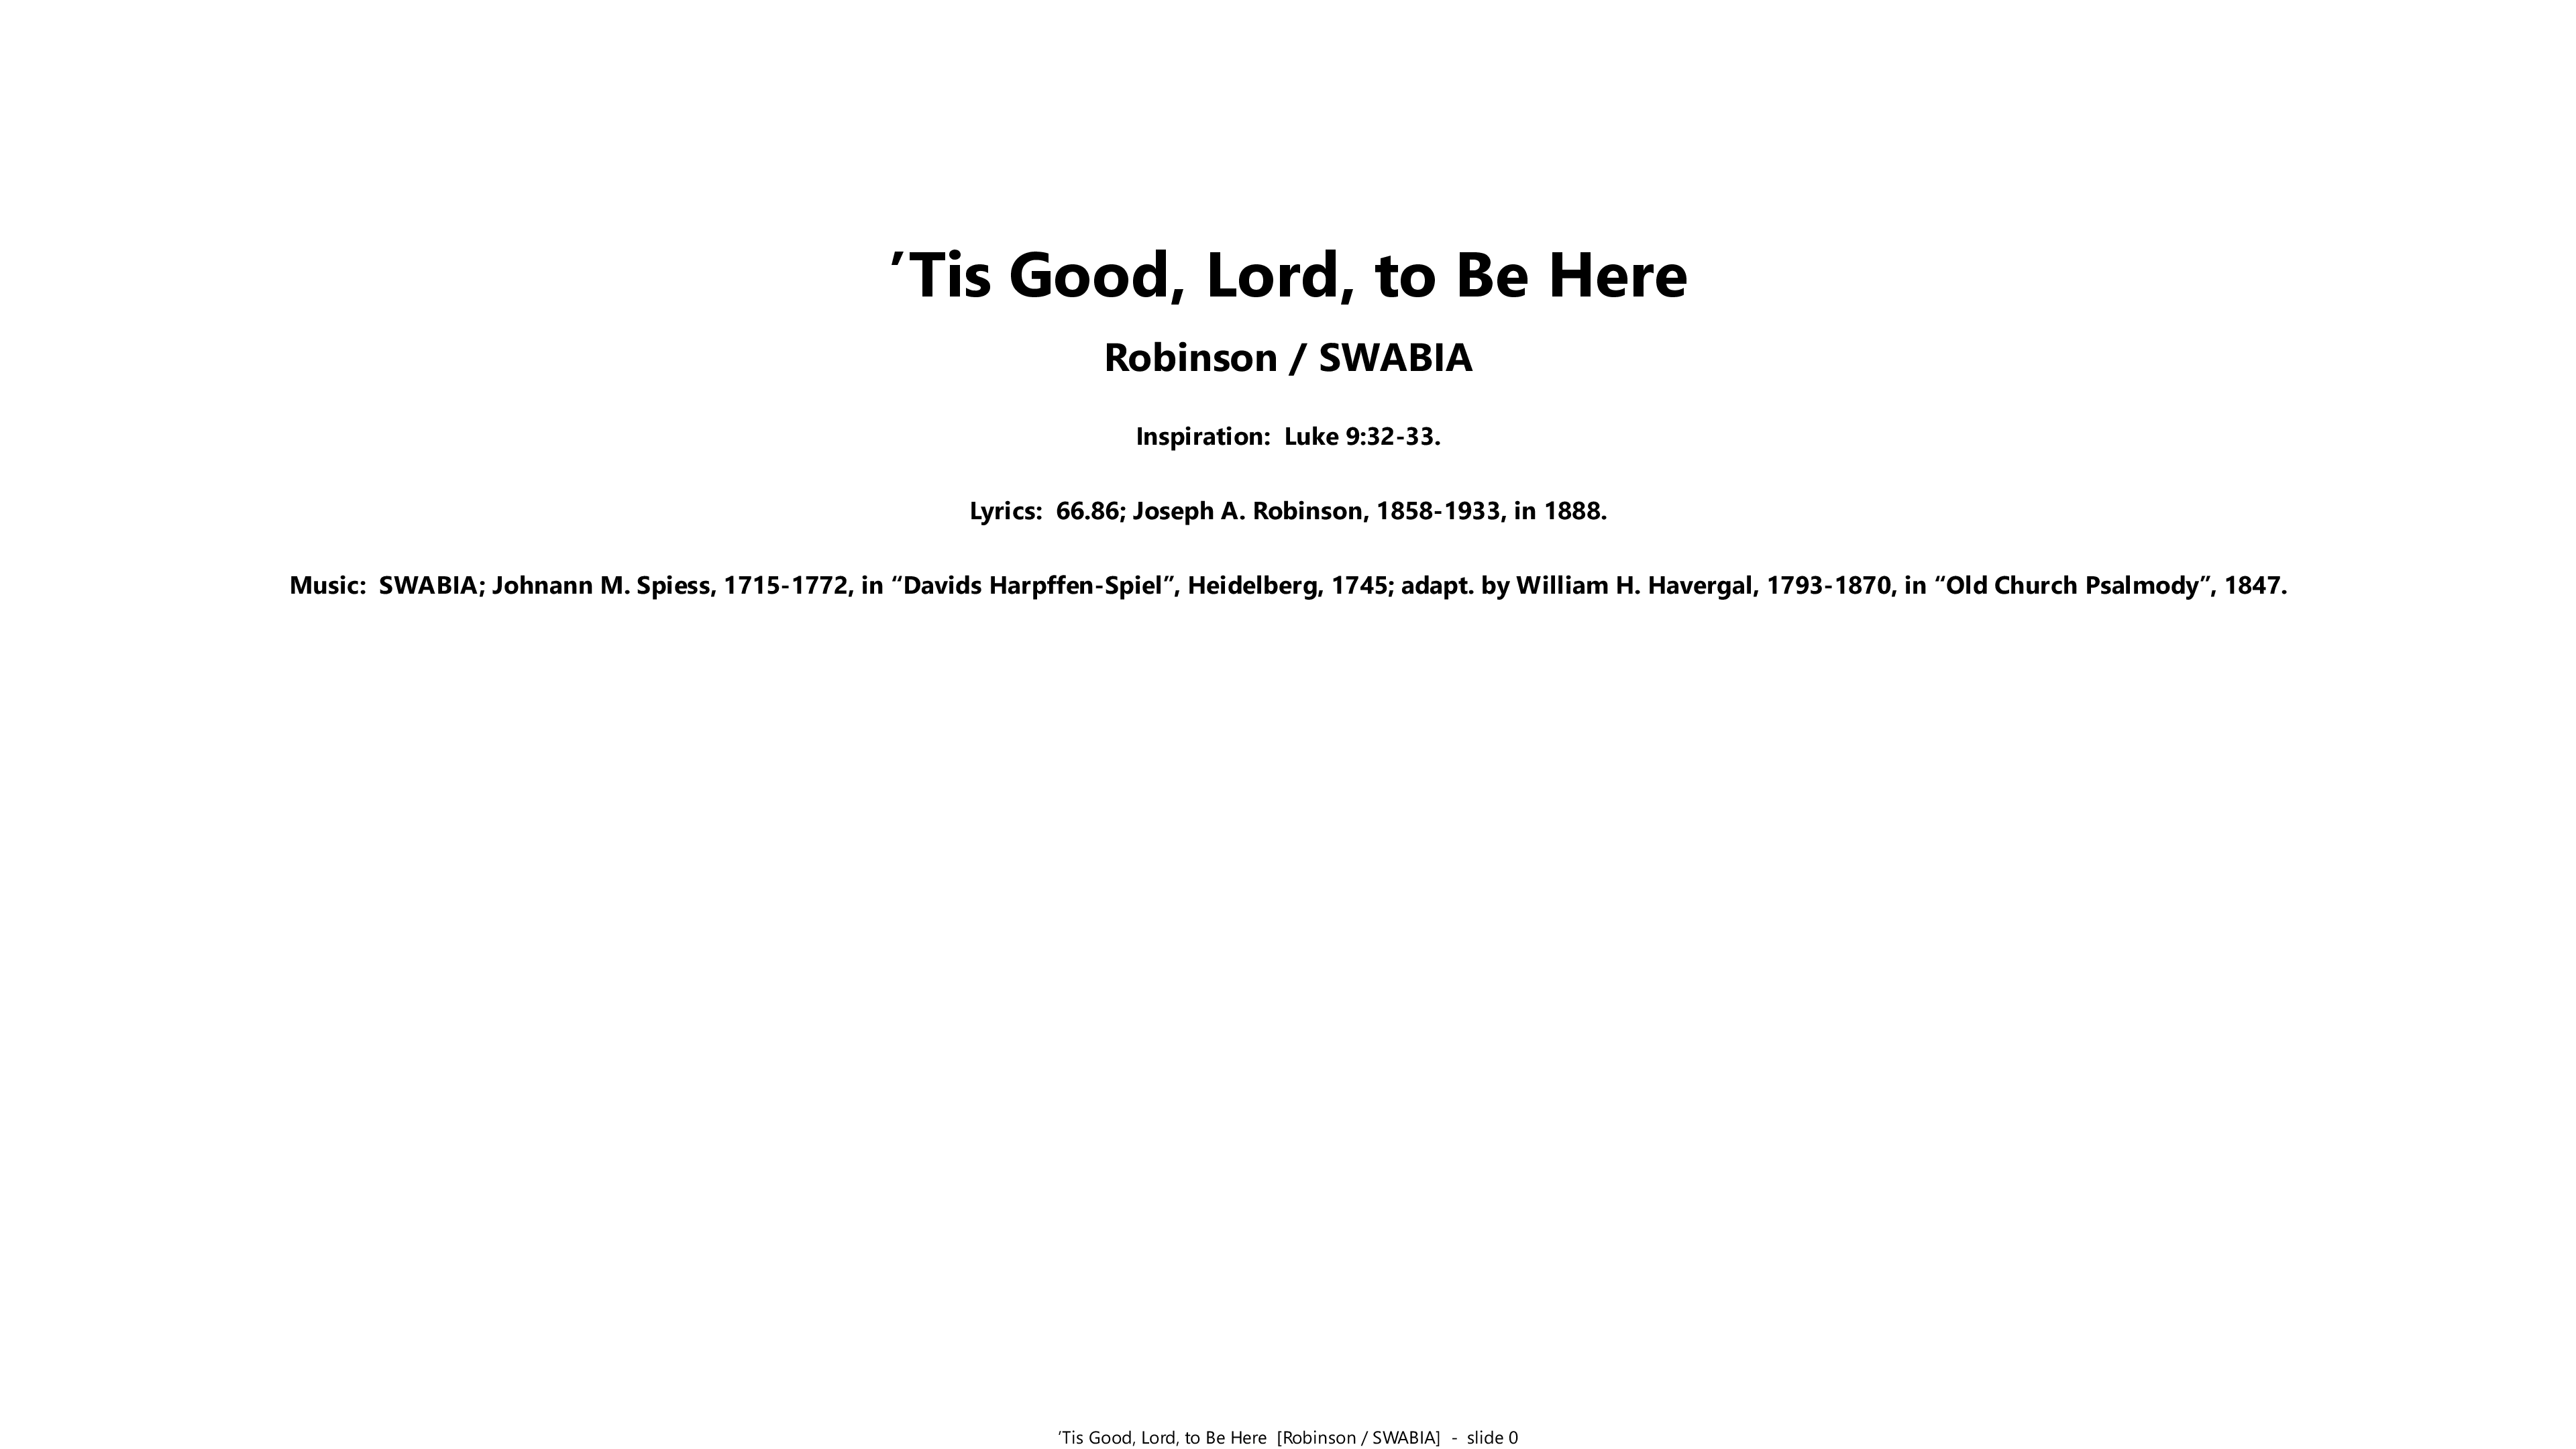 ’Tis Good, Lord, to Be Here
Robinson / SWABIA
Inspiration:  Luke 9:32-33.
Lyrics:  66.86; Joseph A. Robinson, 1858-1933, in 1888.
Music:  SWABIA; Johnann M. Spiess, 1715-1772, in “Davids Harpffen-Spiel”, Heidelberg, 1745; adapt. by William H. Havergal, 1793-1870, in “Old Church Psalmody”, 1847.
’Tis Good, Lord, to Be Here  [Robinson / SWABIA]  -  slide 0